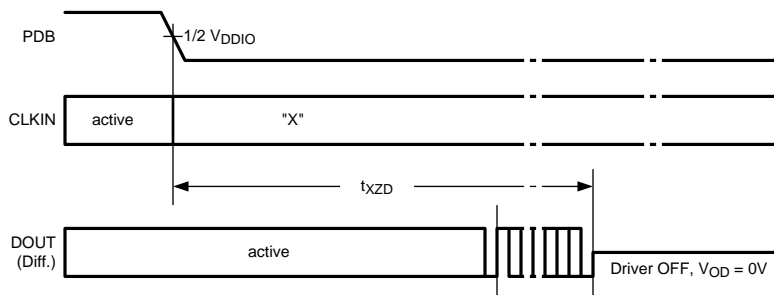 PDB
1/2 VDDIO
CLKIN
active
"X"
tXZD
DOUT
(Diff.)
active
Driver OFF, VOD = 0V